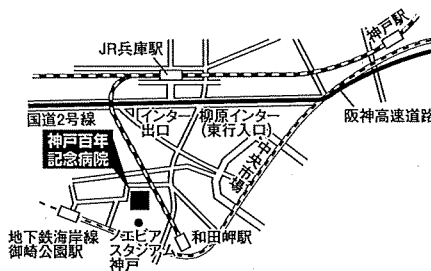 神戸駅
JR兵庫駅
国道2号線
インター
出口
柳原インター
(東行入口)
阪神高速道路
神戸百年
記念病院
中央市場
地下鉄海岸線
御崎公園駅
ノエビア
スタジアム
神戸
和田岬駅